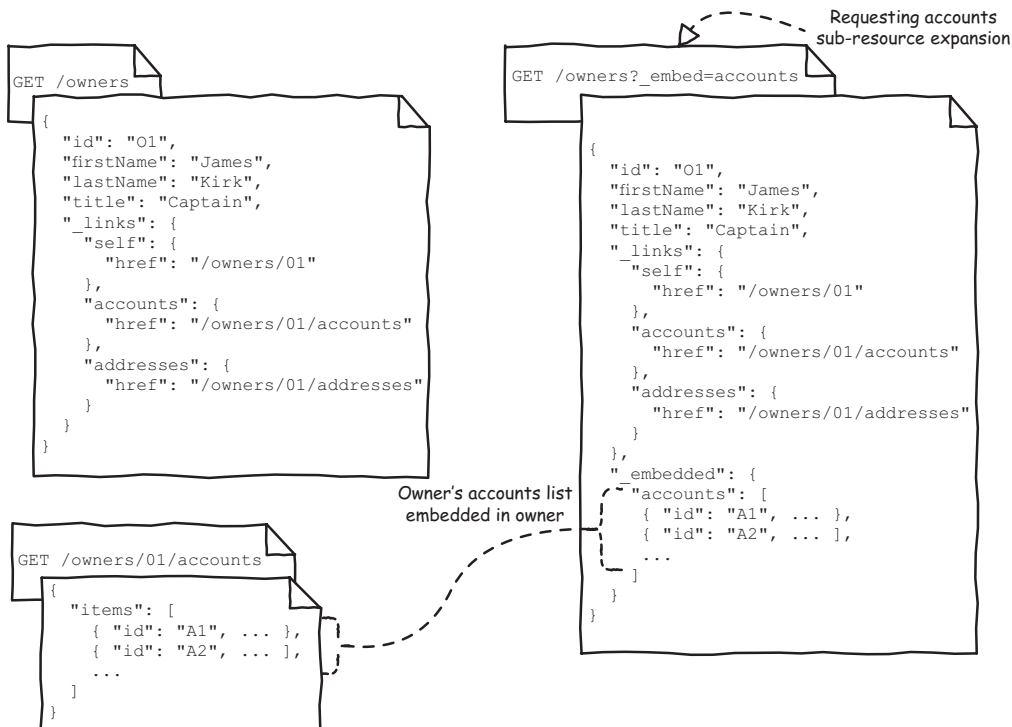 GET /owners
{
  "id": "O1",
  "firstName": "James",
  "lastName": "Kirk",
  "title": "Captain",
  "_links": {
    "self": {
      "href": "/owners/01"
    },
    "accounts": {
      "href": "/owners/01/accounts"
    },
    "addresses": {
      "href": "/owners/01/addresses"
    }
  }
}
GET /owners/01/accounts
{
  "items": [
    { "id": "A1", ... },
    { "id": "A2", ... ],
    ...
  ]
}
Owner's accounts list
embedded in owner
Requesting accounts
sub-resource expansion
GET /owners?_embed=accounts
{
  "id": "O1",
  "firstName": "James",
  "lastName": "Kirk",
  "title": "Captain",
  "_links": {
    "self": {
      "href": "/owners/01"
    },
    "accounts": {
      "href": "/owners/01/accounts"
    },
    "addresses": {
      "href": "/owners/01/addresses"
    }
  },
  "_embedded": {
    "accounts": [
      { "id": "A1", ... },
      { "id": "A2", ... ],
      ...
    ]
  }
}